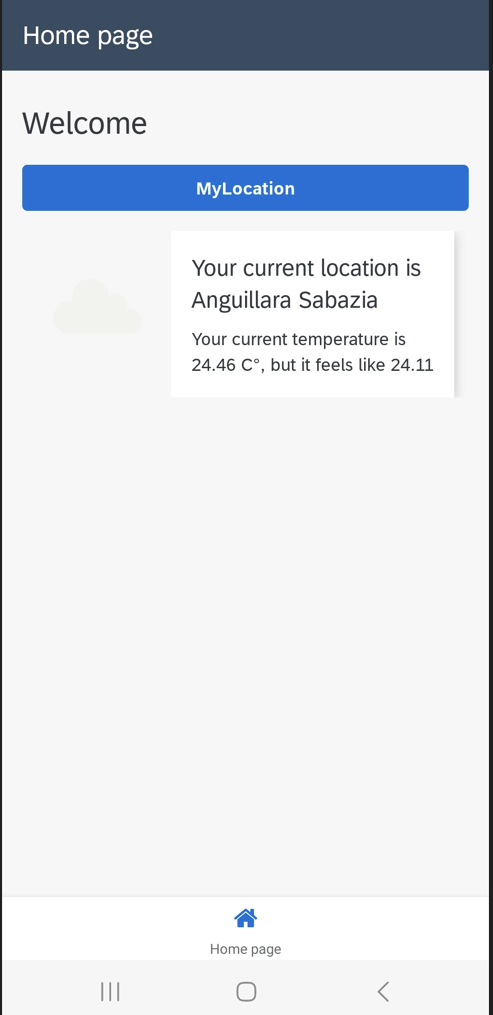 Home page
Welcome
MyLocation
Your current location is
Anguillara Sabazia
Your current temperature is
24.46 C°, but it feels like 24.11
Home page